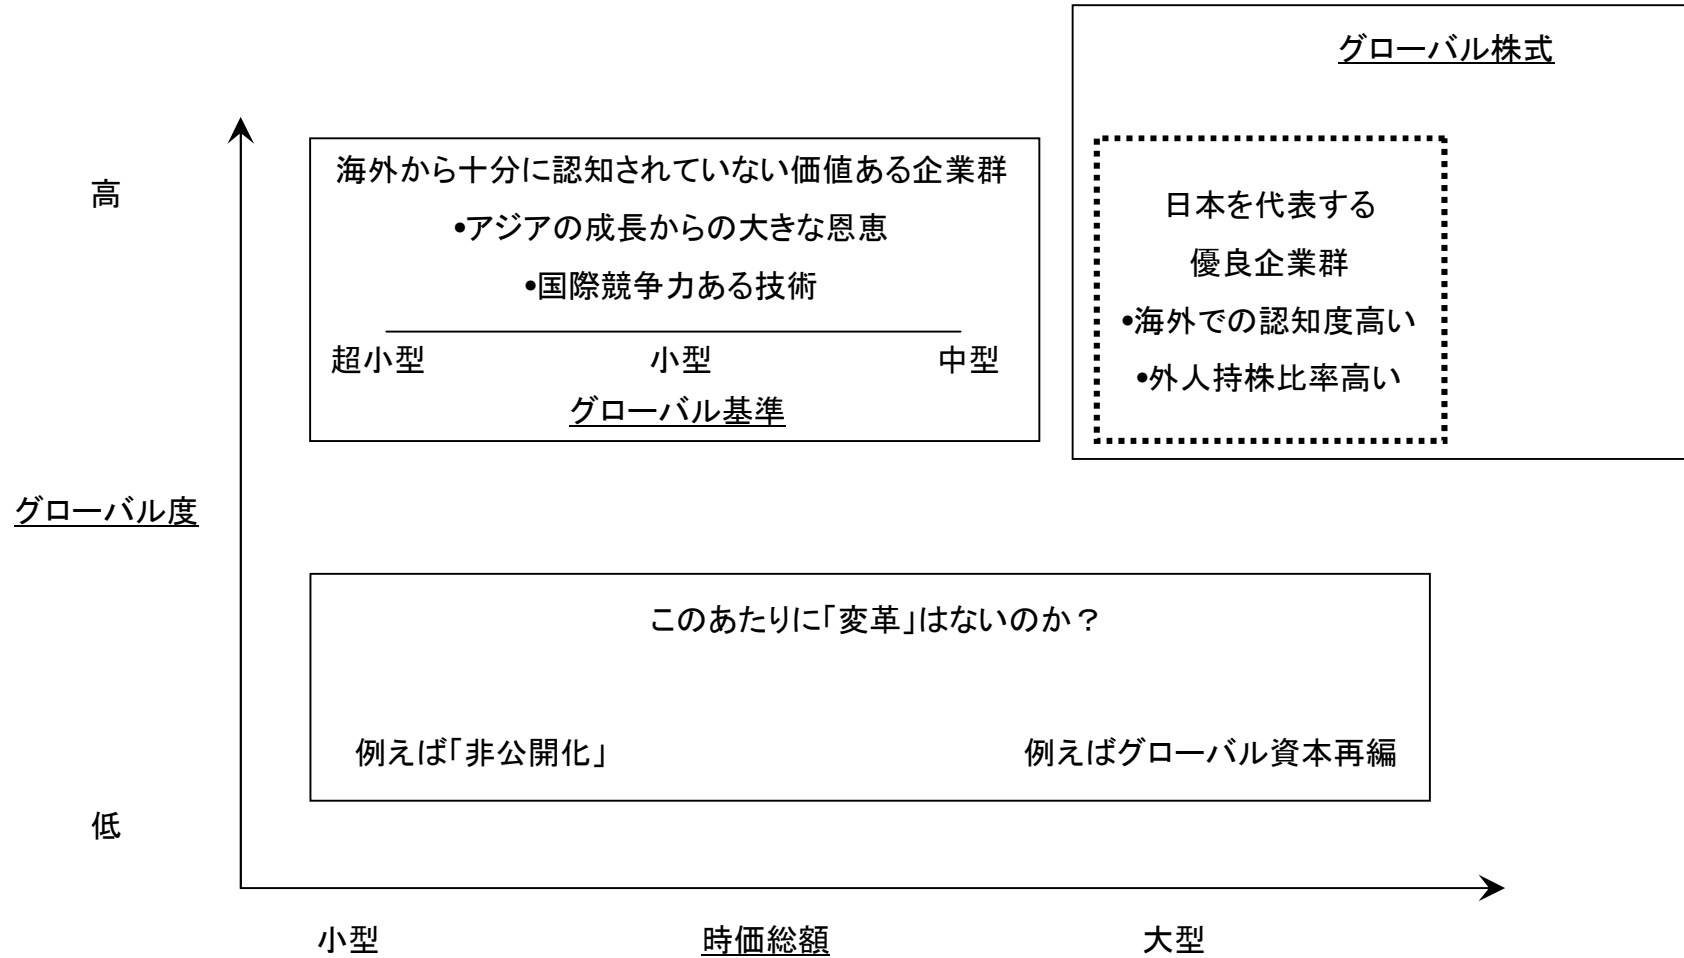 グローバル株式
高
海外から十分に認知されていない価値ある企業群
•アジアの成長からの大きな恩恵
•国際競争力ある技術
超小型 小型 中型
グローバル基準
日本を代表する
優良企業群
•海外での認知度高い
•外人持株比率高い
グローバル度
このあたりに「変革」はないのか？
例えば「非公開化」 例えばグローバル資本再編
低
小型 時価総額 大型